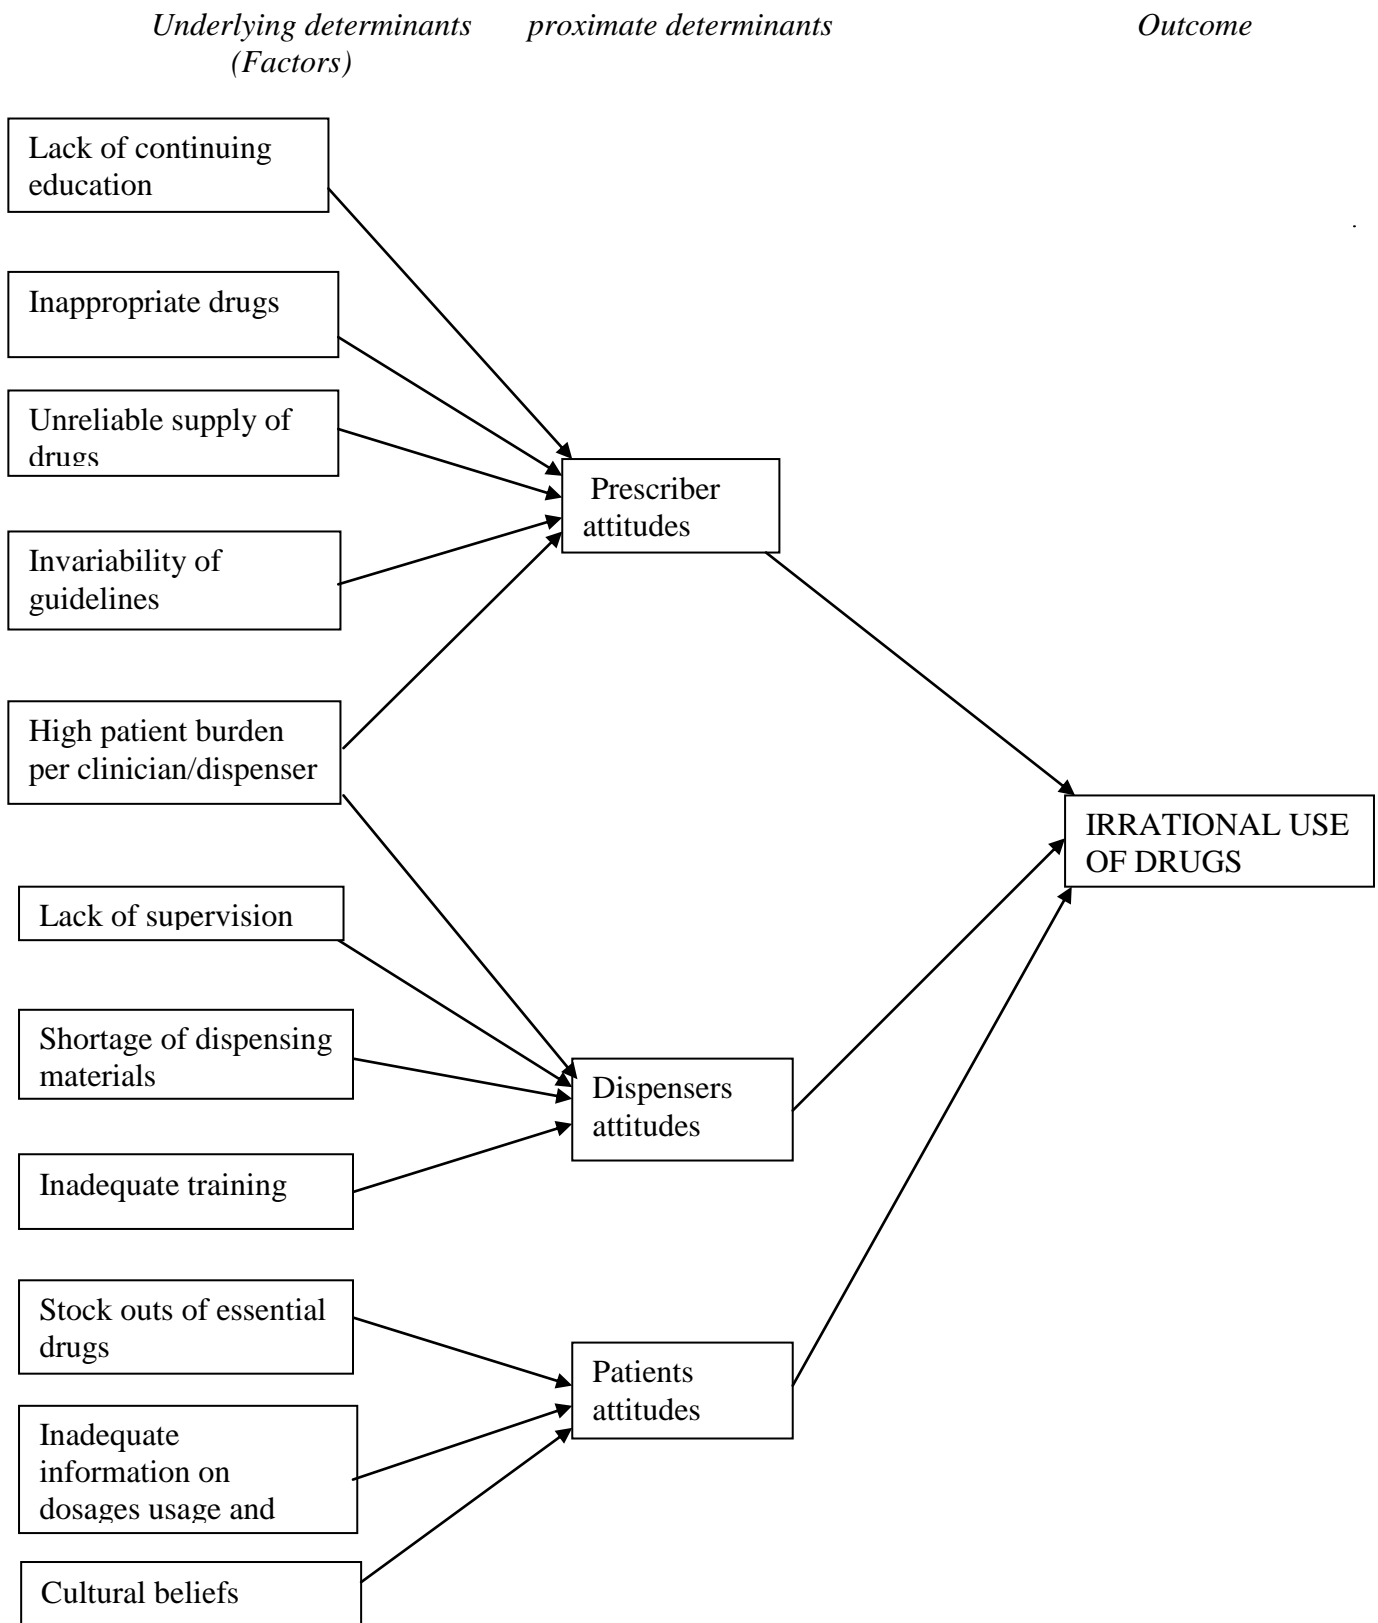 Underlying determinants proximate determinants Outcome
(Factors)
Lack of continuing
education
Inappropriate drugs
Unreliable supply of
drugs
Prescriber
attitudes
Invariability of
guidelines
High patient burden
per clinician/dispenser
IRRATIONAL USE
OF DRUGS
Lack of supervision
Shortage of dispensing
materials
Dispensers
attitudes
Inadequate training
Stock outs of essential
drugs
Patients
attitudes
Inadequate
information on
dosages usage and
Cultural beliefs